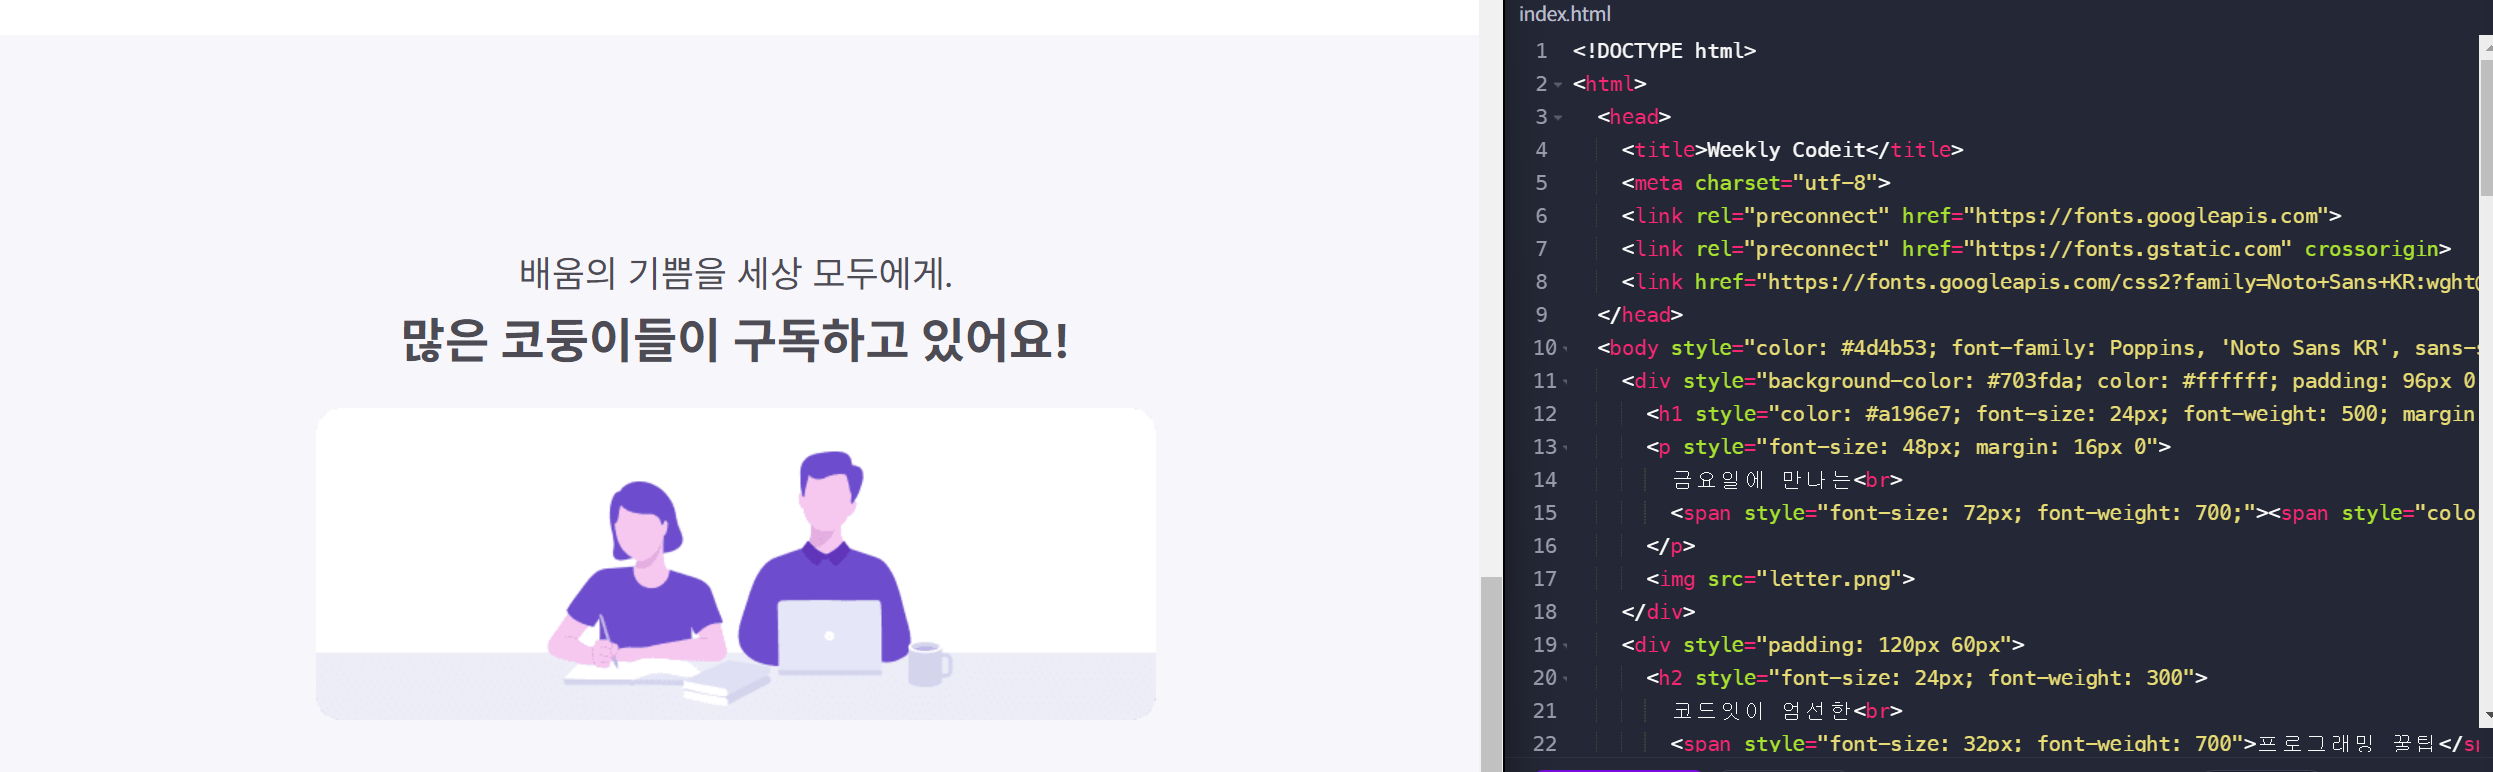 배움의 기쁨을 세상 모두에게.
많은 코둥이들이 구독하고 있어요!
index.html
1 <!DOCTYPE html>
2 <html>
3 <head>
4 <title>Weekly Codeit</title>
5 <meta charset="utf-8">
6 <link rel="preconnect" href="https://fonts.googleapis.com">
7 <link rel="preconnect" href="https://fonts.gstatic.com" crossorigin>
8 <link href="https://fonts.googleapis.com/css2?family=Noto+Sans+KR:wght@
9 </head>
10 <body style="color: #4d4b53; font-family: Poppins, 'Noto Sans KR', sans-s
11 <div style="background-color: #703fda; color: #ffffff; padding: 96px 0
12 <h1 style="color: #a196e7; font-size: 24px; font-weight: 500; margin
13 <p style="font-size: 48px; margin: 16px 0">
14 금요일에 만나는<br>
15 <span style="font-size: 72px; font-weight: 700;"><span style="colo
16 </p>
17 <img src="letter.png">
18 </div>
19 <div style="padding: 120px 60px">
20 <h2 style="font-size: 24px; font-weight: 300">
21 코드잇이 엄선한<br>
22 <span style="font-size: 32px; font-weight: 700">프로그래밍 꿀팁</sp